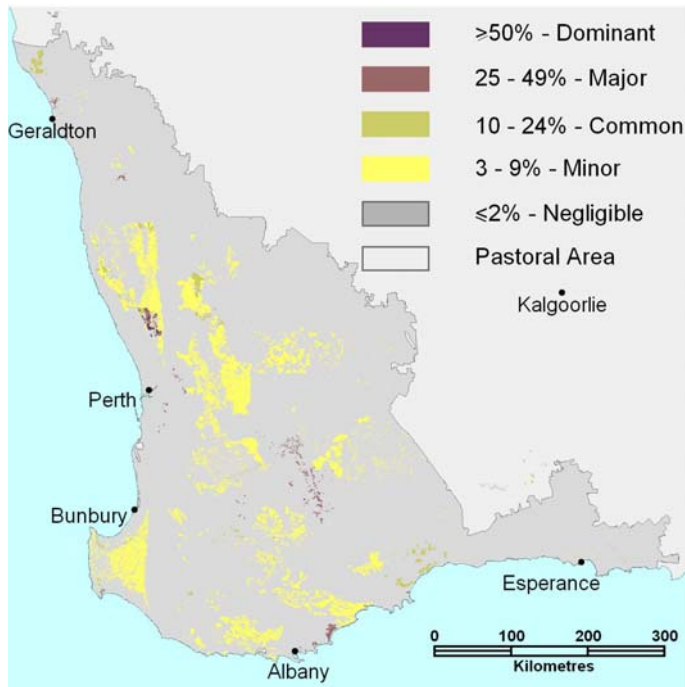 ≥50% - Dominant
25 - 49% - Major
10 - 24% - Common
3 - 9% - Minor
≤2% - Negligible
Pastoral Area
Geraldton
Kalgoorlie
Perth
Bunbury
Esperance
Albany
0 100 200 300
Kilometres